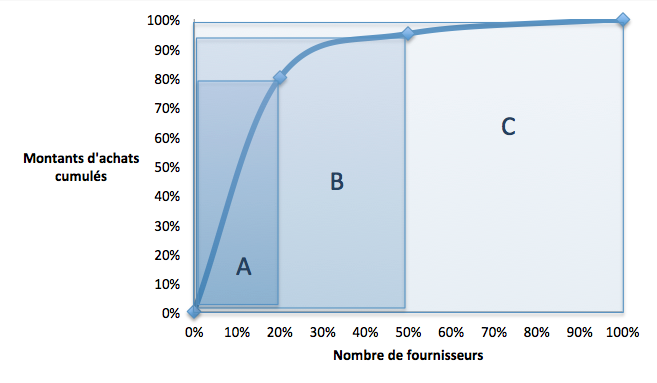 100%
90%
80%
70%
60%
50%
40%
30%
20%
10%
0%
Montants d'achats
cumulés
A
B
C
0% 10% 20% 30% 40% 50% 60% 70% 80% 90% 100%
Nombre de fournisseurs